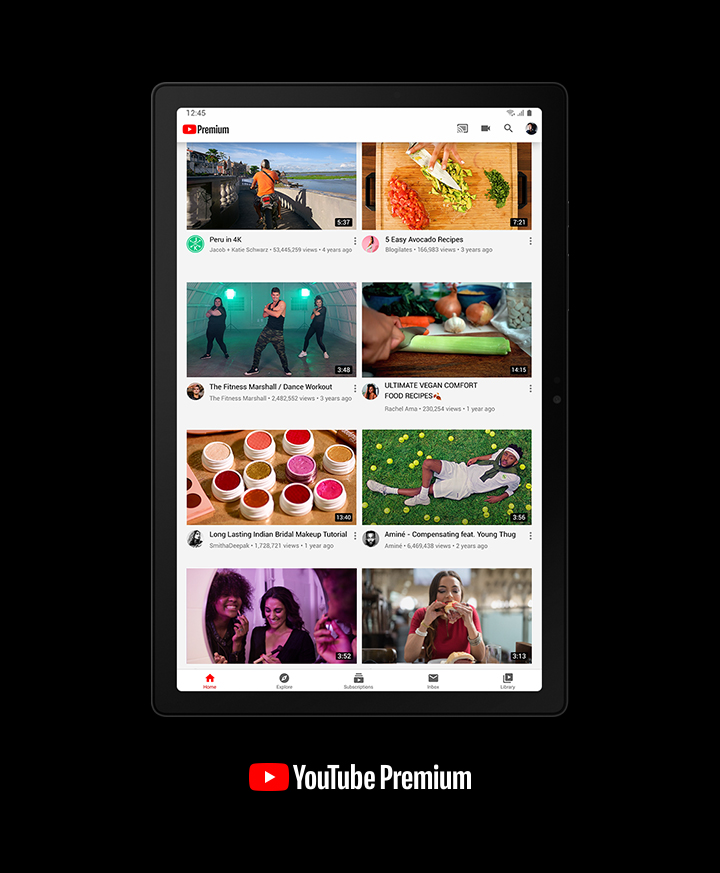 12:45
Premium
5:37
7:21
Peru in 4K
Jacob + Katie Schwarz • 53,445,259 views • 4 years ago
5 Easy Avocado Recipes
Blogilates • 166,983 views • 3 years ago
3:48
14:15
The Fitness Marshall / Dance Workout
The Fitness Marshall • 2,482,552 views • 3 years ago
ULTIMATE VEGAN COMFORT
FOOD RECIPES🍂
Rachel Ama • 230,254 views • 1 year ago
13:40
3:56
Long Lasting Indian Bridal Makeup Tutorial
SmithaDeepak • 1,728,721 views • 1 year ago
Aminé - Compensating feat. Young Thug
Aminé • 6,469,438 views • 2 years ago
3:52
3:13
Home
Explore
Subscriptions
Inbox
Library
YouTube Premium